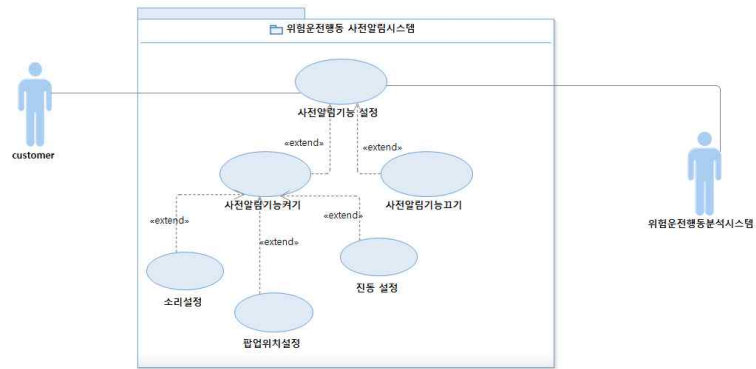 위험운전행동 사전알림시스템
사전알림기능 설정
customer
«extend»
«extend»
사전알림기능켜기
사전알림기능끄기
위험운전행동분석시스템
«extend»
«extend»
«extend»
소리설정
진동 설정
팝업위치설정